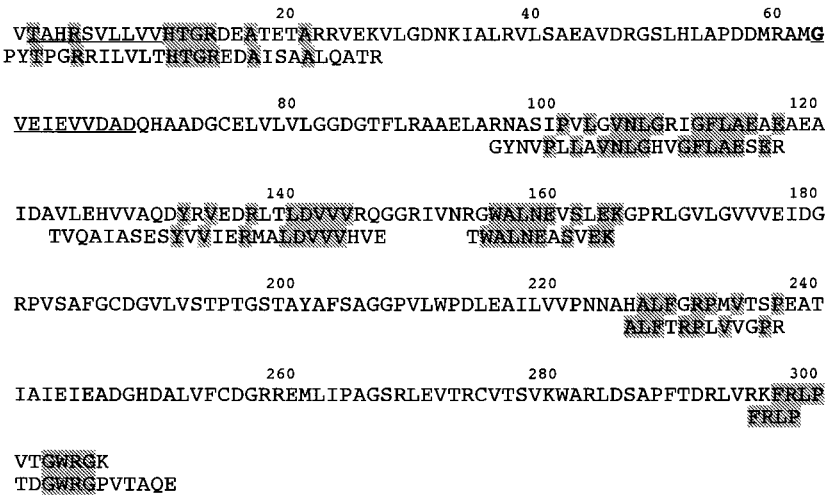 20 40 60
VTAHRSVLLVVHTGRDEATETARRVEKVLGDNKIALRVLSAEAVDRGSLHLAPDDMRAMG
PYTPGRRILVLTHTGREDAISAALQATR
80 100 120
VEIEVVDADQHAADGCELVLVLGGDGTFLRAAELARNASIPVLGVNLGRIGFLAEAEAEA
GYNVPLLAVNLGHVGFLAESER
140 160 180
IDAVLEHVVAQDYRVEDRLTLDVVVRQGGRIVNRGWALNEVSLEKGPRLGVLGVVVEIDG
TVQAIASESYVVIERMALDVVVHVE TWALNEASVEK
200 220 240
RPVSAFGCDGVLVSTPTGSTAYAFSAGGPVLWPDLEAILVVPNNAHALFGRPMVTSPEAT
ALFTRPLVVGPR
260 280 300
IAIEIEADGHDALVFCDGRREMLIPAGSRLEVTRCVTSVKWARLDSAPFTDRLVRKFRLP
FRLP
VTGWRGK
TDGWRGPVTAQE